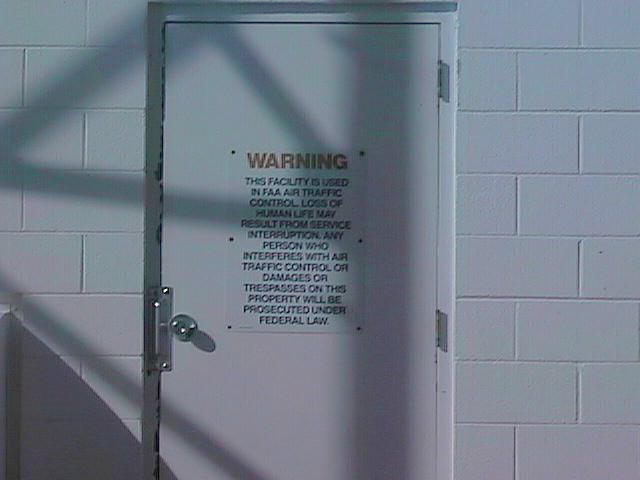 WARNING
THIS FACILITY IS USED
IN FAA AIR TRAFFIC
CONTROL. LOSS OF
HUMAN LIFE MAY
RESULT FROM SERVICE
INTERRUPTION. ANY
PERSON WHO
INTERFERES WITH AIR
TRAFFIC CONTROL OR
DAMAGES OR
TRESPASSES ON THIS
PROPERTY WILL BE
PROSECUTED UNDER
FEDERAL LAW.